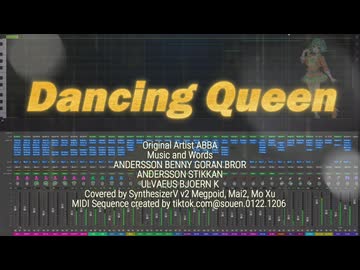 Dancing Queen
Original Artist ABBA
Music and Words
ANDERSSON BENNY GORAN BROR
ANDERSSON STIKKAN
ULVAEUS BJOERN K
Covered by SynthesizerV v2 Megpoid, Mai2, Mo Xu
MIDI Sequence created by tiktok.com@souen.0122.1206